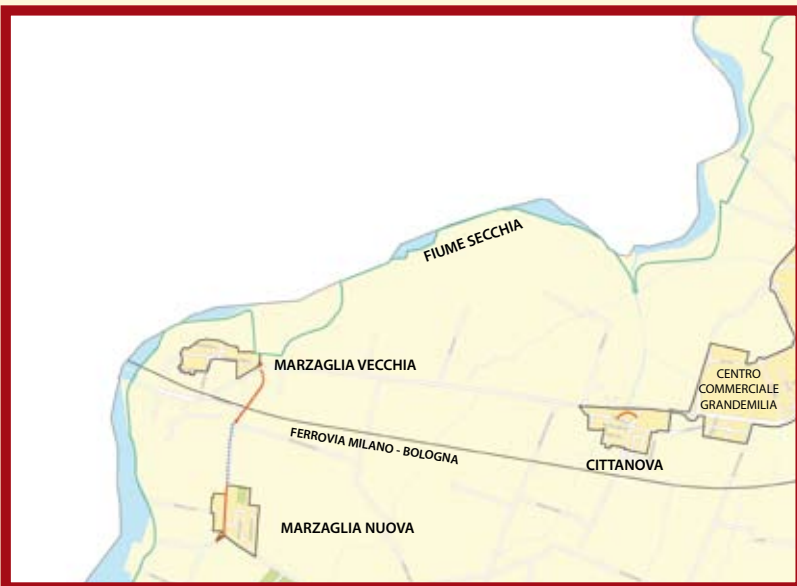 FIUME SECCHIA
MARZAGLIA VECCHIA
CENTRO
COMMERCIALE
GRANDEMILIA
FERROVIA MILANO - BOLOGNA
CITTANOVA
MARZAGLIA NUOVA